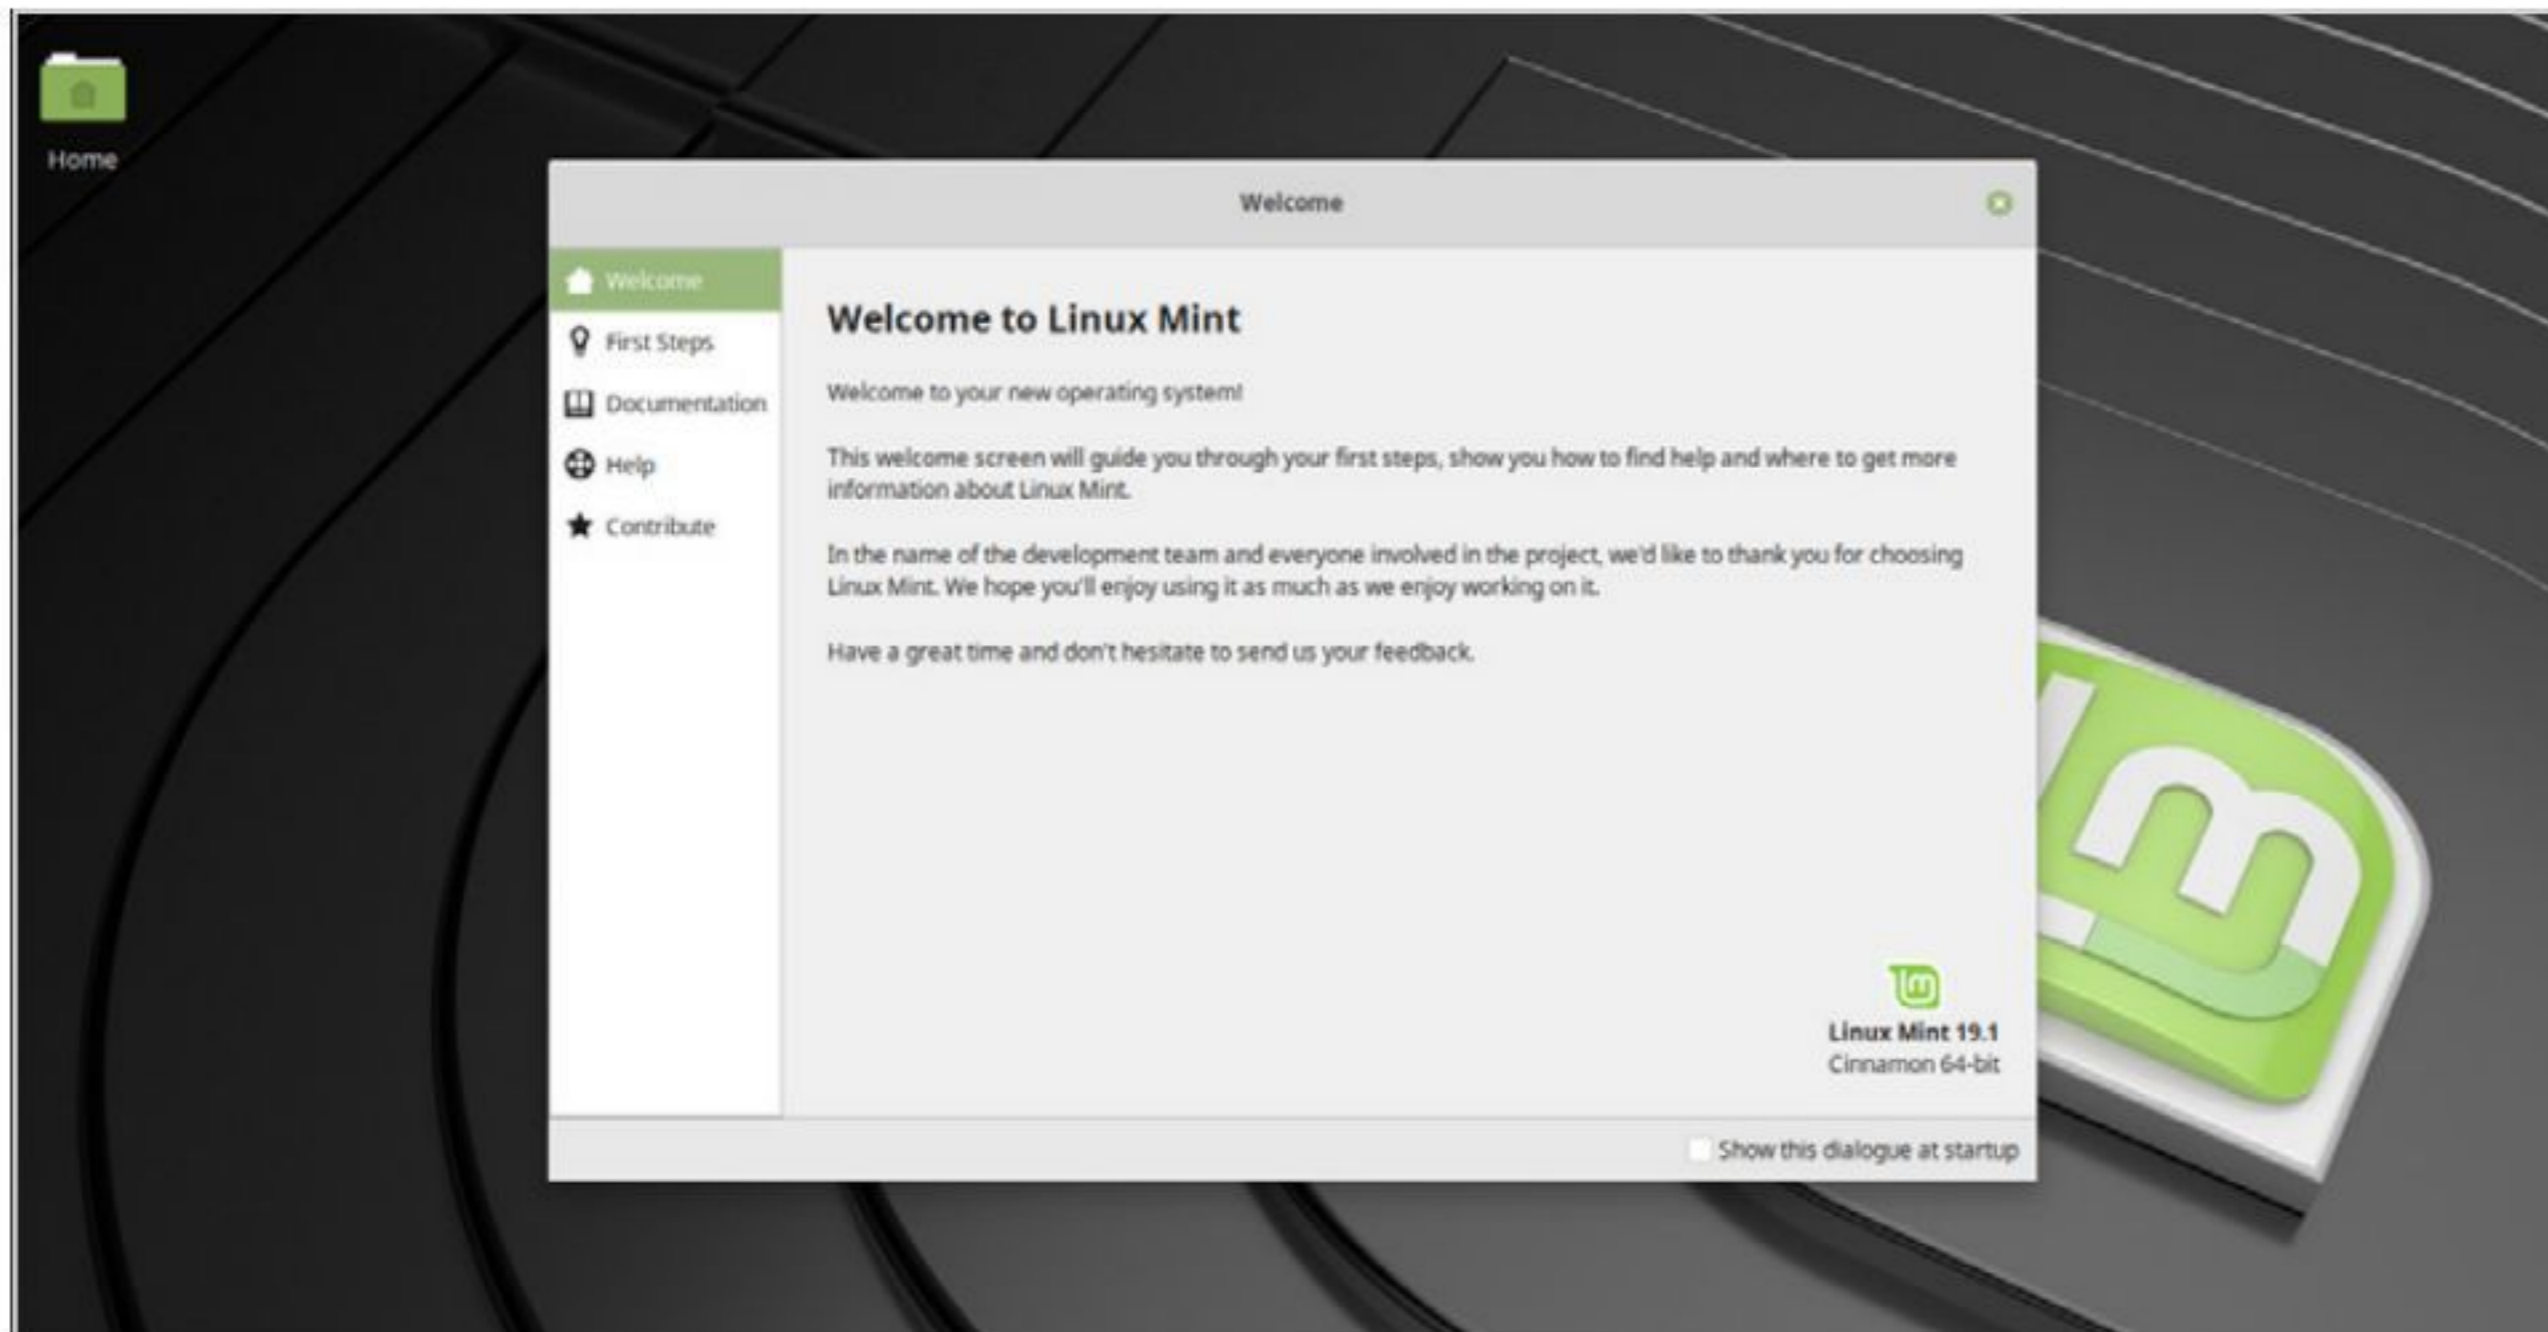 Home
Welcome
Welcome
First Steps
Documentation
Help
Contribute
Welcome to Linux Mint
Welcome to your new operating system!
This welcome screen will guide you through your first steps, show you how to find help and where to get more
information about Linux Mint.
In the name of the development team and everyone involved in the project, we'd like to thank you for choosing
Linux Mint. We hope you'll enjoy using it as much as we enjoy working on it.
Have a great time and don't hesitate to send us your feedback.
Linux Mint 19.1
Cinnamon 64-bit
Show this dialogue at startup